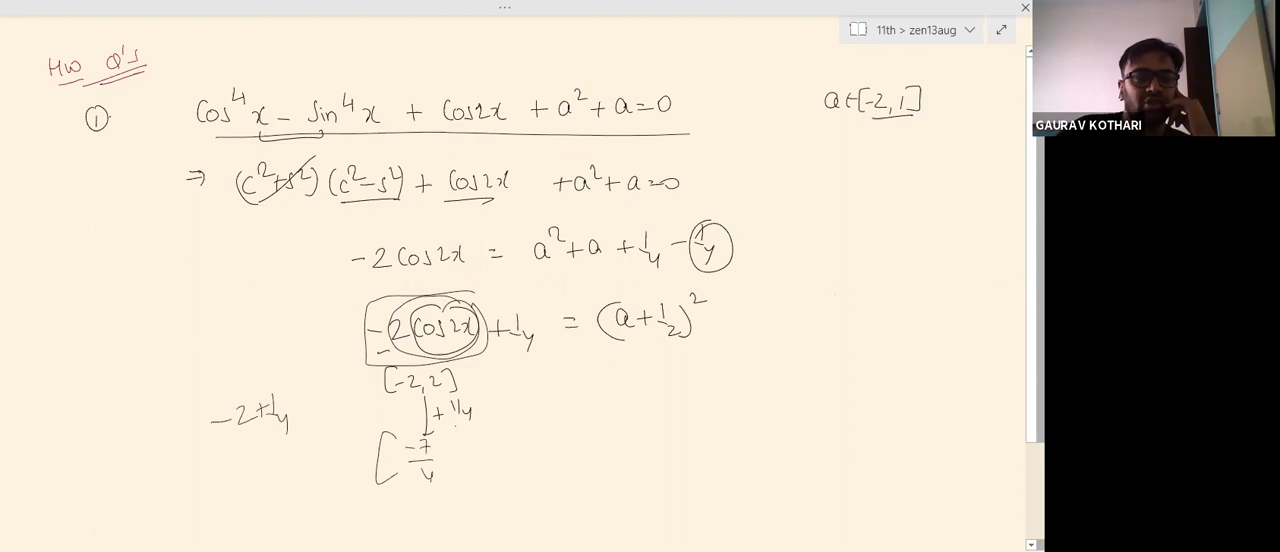 11th > zen13aug
HW Q's
① cos⁴x - sin⁴x + cos2x + a² + a = 0
a ∈ [-2, 1]
GAURAV KOTHARI
⇒ (c²+s²)(c²-s²) + cos2x + a² + a = 0
-2cos2x = a² + a + 1/4 - 1/4
-2cos2x + 1/4 = (a + 1/2)²
[-2, 2]
-2 + 1/4
+ 1/4
[ -7/4